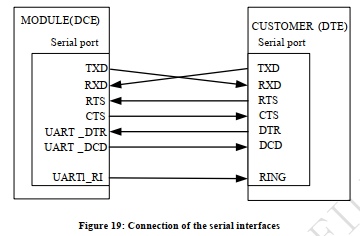 MODULE(DCE)
Serial port
TXD
RXD
RTS
CTS
UART _DTR
UART _DCD
UART1_RI
CUSTOMER (DTE)
Serial port
TXD
RXD
RTS
CTS
DTR
DCD
RING
Figure 19: Connection of the serial interfaces